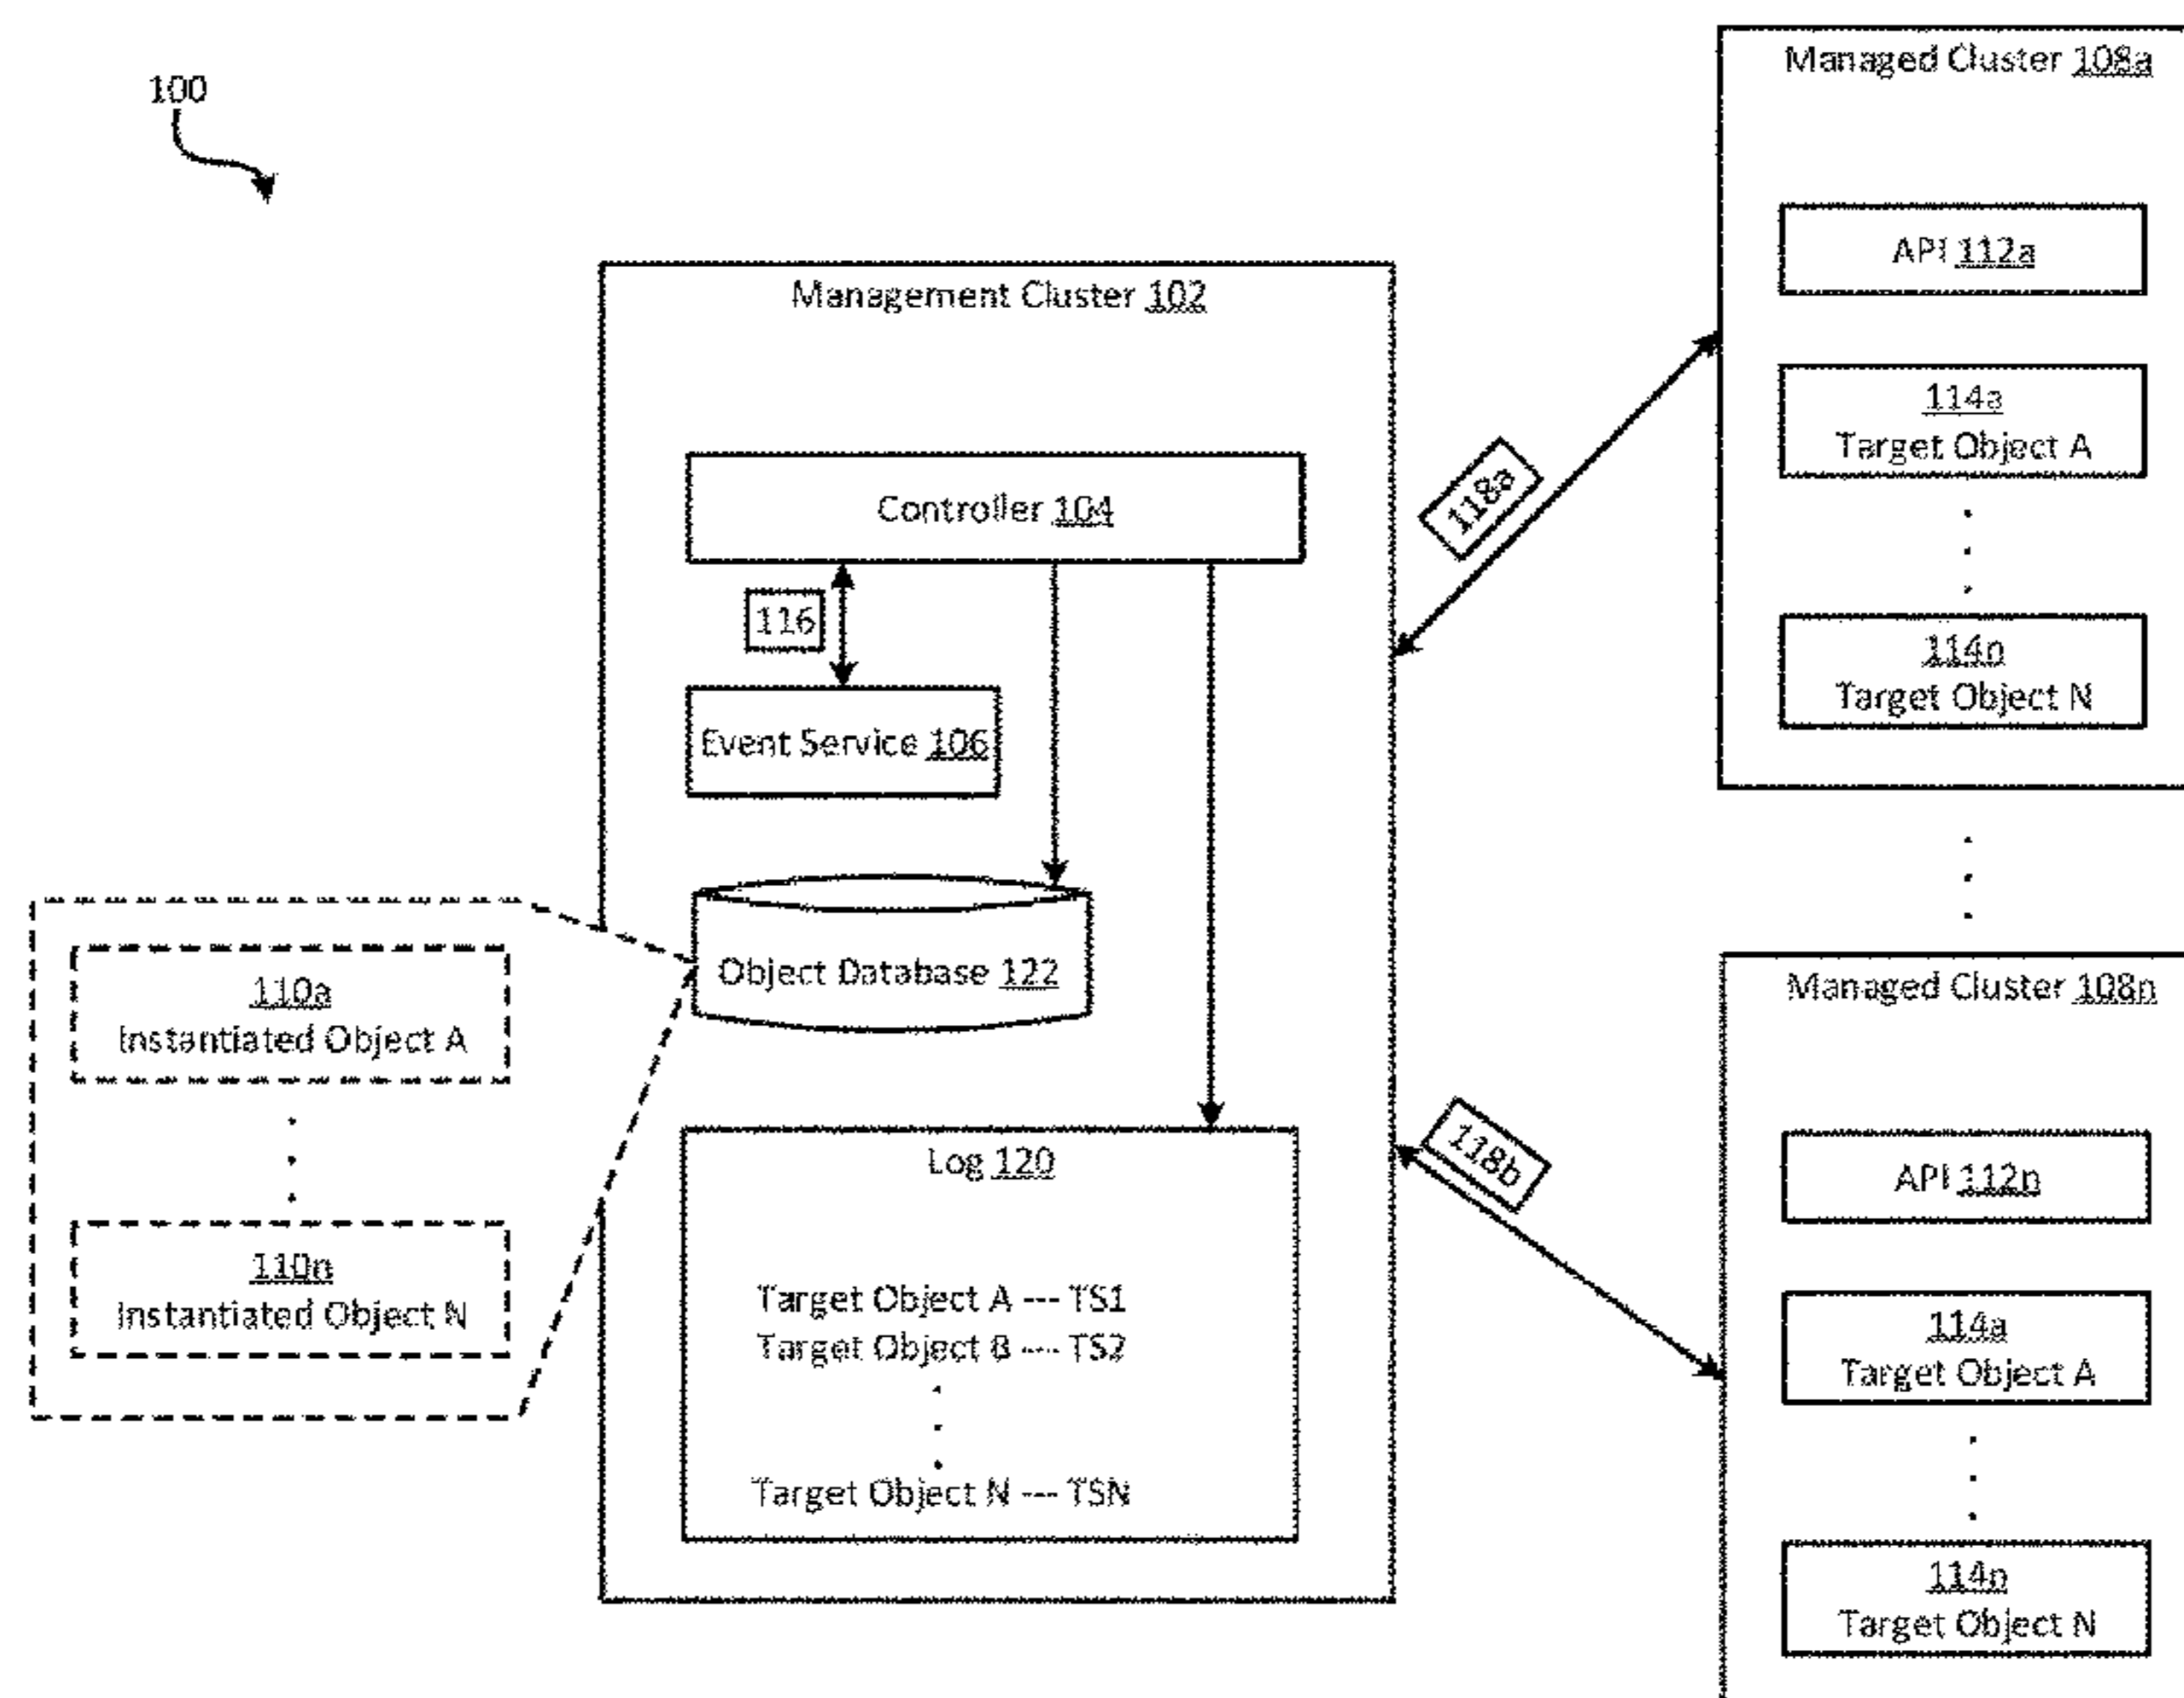 100
Management Cluster 102
Controller 104
116
Event Service 106
Object Database 122
110a
Instantiated Object A
110n
Instantiated Object N
Log 120
Target Object A --- TS1
Target Object B --- TS2
Target Object N --- TSN
118a
118b
Managed Cluster 108a
API 112a
114a
Target Object A
114n
Target Object N
Managed Cluster 108n
API 112n
114a
Target Object A
114n
Target Object N